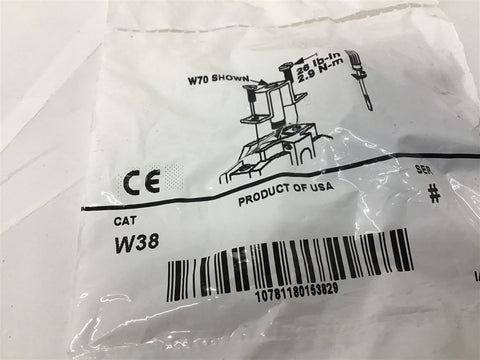 W70 SHOWN
26 lb-in
2.9 N-m
CE
PRODUCT OF USA
SER
#
CAT
W38
10781180153829